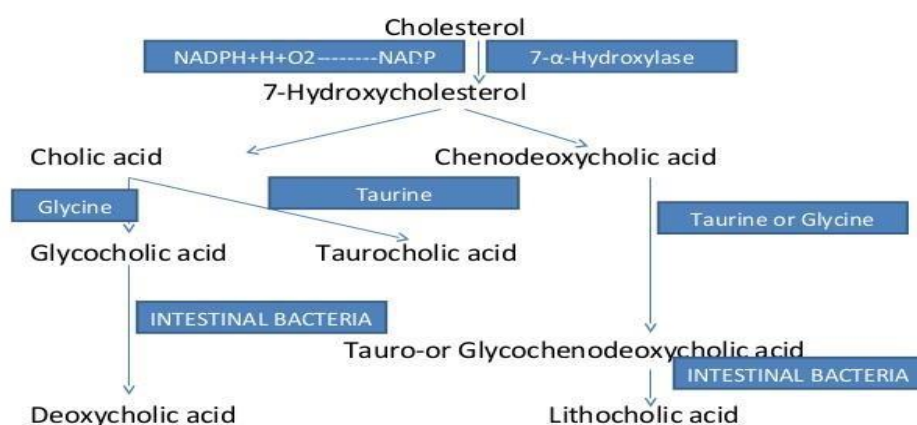 Cholesterol
NADPH+H+O2--------NADP
7-α-Hydroxylase
7-Hydroxycholesterol
Cholic acid
Chenodeoxycholic acid
Glycine
Taurine
Taurine or Glycine
Glycocholic acid
Taurocholic acid
INTESTINAL BACTERIA
Tauro-or Glycochenodeoxycholic acid
INTESTINAL BACTERIA
Deoxycholic acid
Lithocholic acid